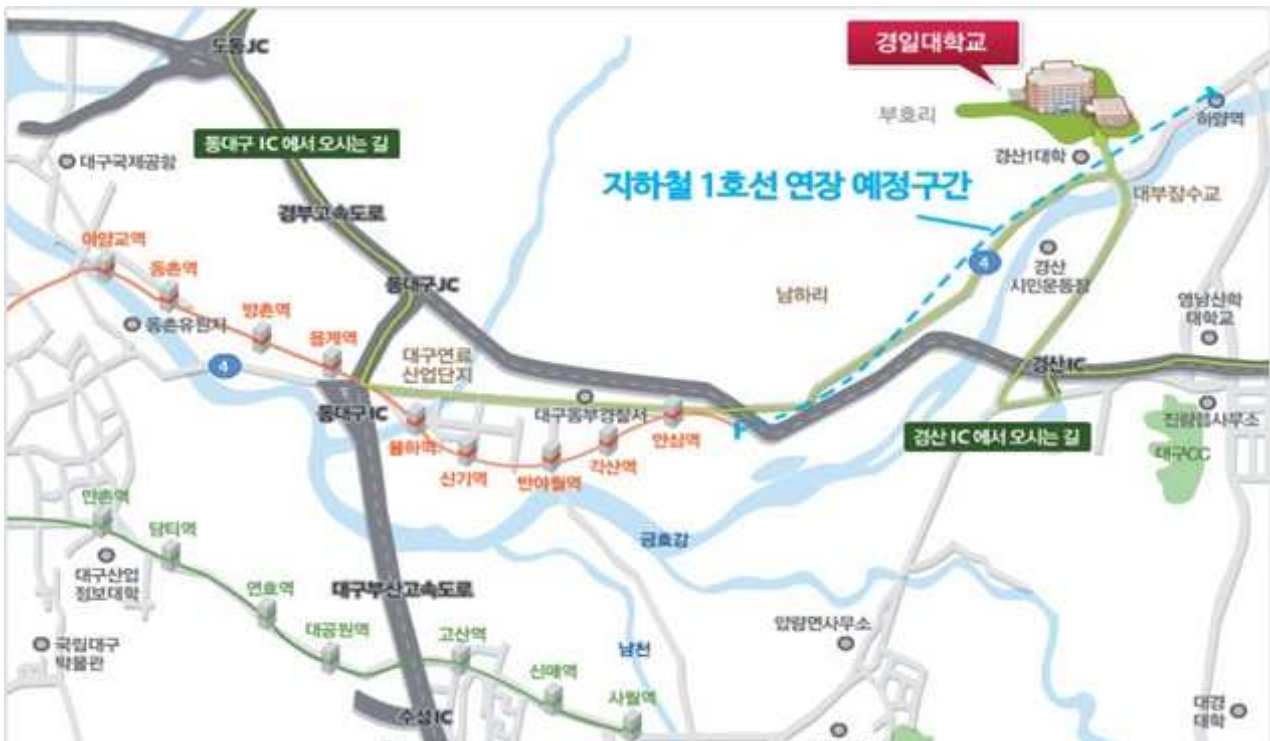 도동JC
경일대학교
부호리
하양역
동대구 IC 에서 오시는 길
대구국제공항
경산1대학
지하철 1호선 연장 예정구간
대부잠수교
경부고속도로
아양교역
동촌역
4
경산
시민운동장
동대구JC
남하리
영남신학
대학교
방촌역
동촌유원지
용계역
4
대구연료
산업단지
경산IC
동대구IC
대구동부경찰서
안심역
진량읍사무소
율하역
각산역
경산 IC 에서 오시는 길
대구CC
신기역
반야월역
만촌역
담티역
금호강
대구산업
정보대학
연호역
대구부산고속도로
국립대구
박물관
대공원역
고산역
남천
압량면사무소
신매역
사월역
수성IC
대경
대학